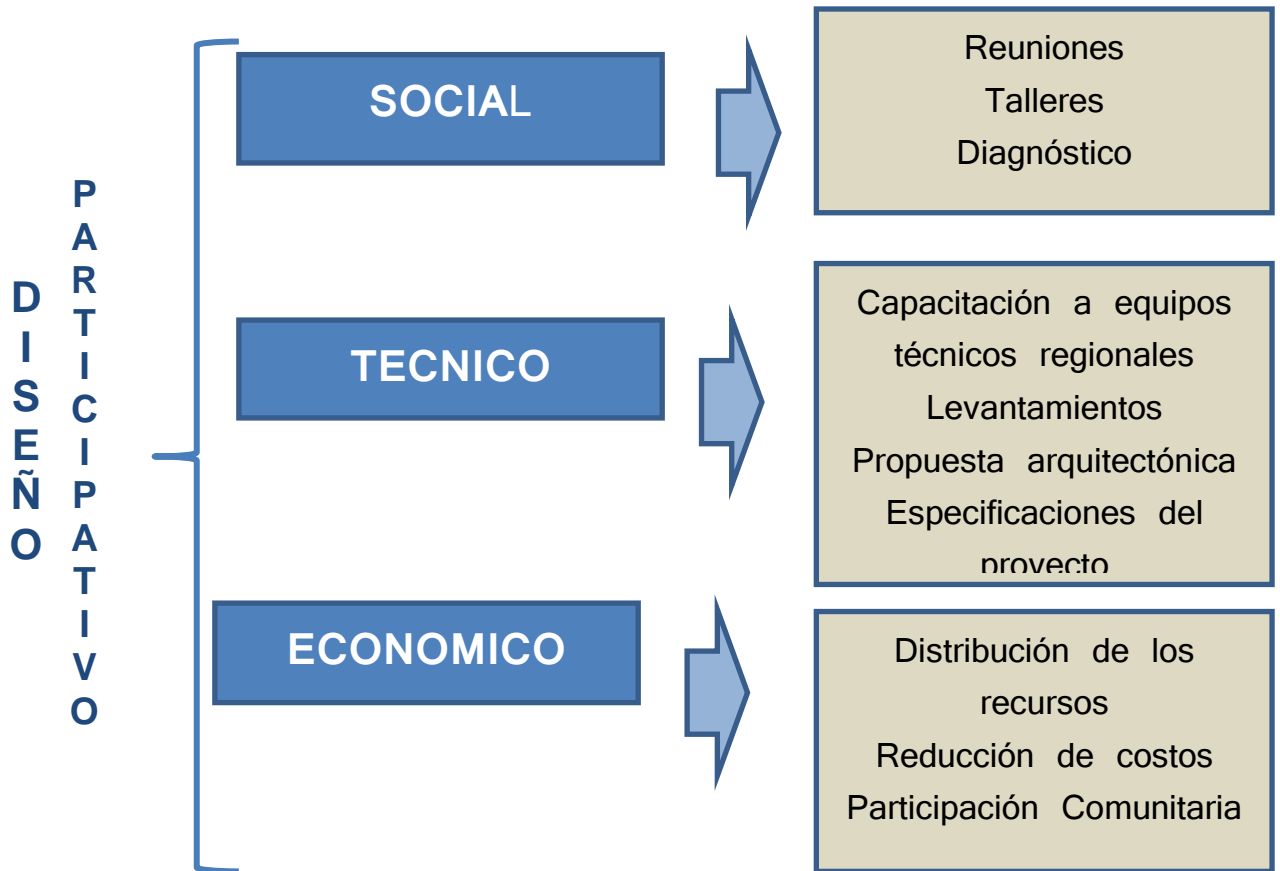 DISEÑO
PARTICIPATIVO
SOCIAL
Reuniones
Talleres
Diagnóstico
TECNICO
Capacitación a equipos
técnicos regionales
Levantamientos
Propuesta arquitectónica
Especificaciones del
proyecto
ECONOMICO
Distribución de los
recursos
Reducción de costos
Participación Comunitaria